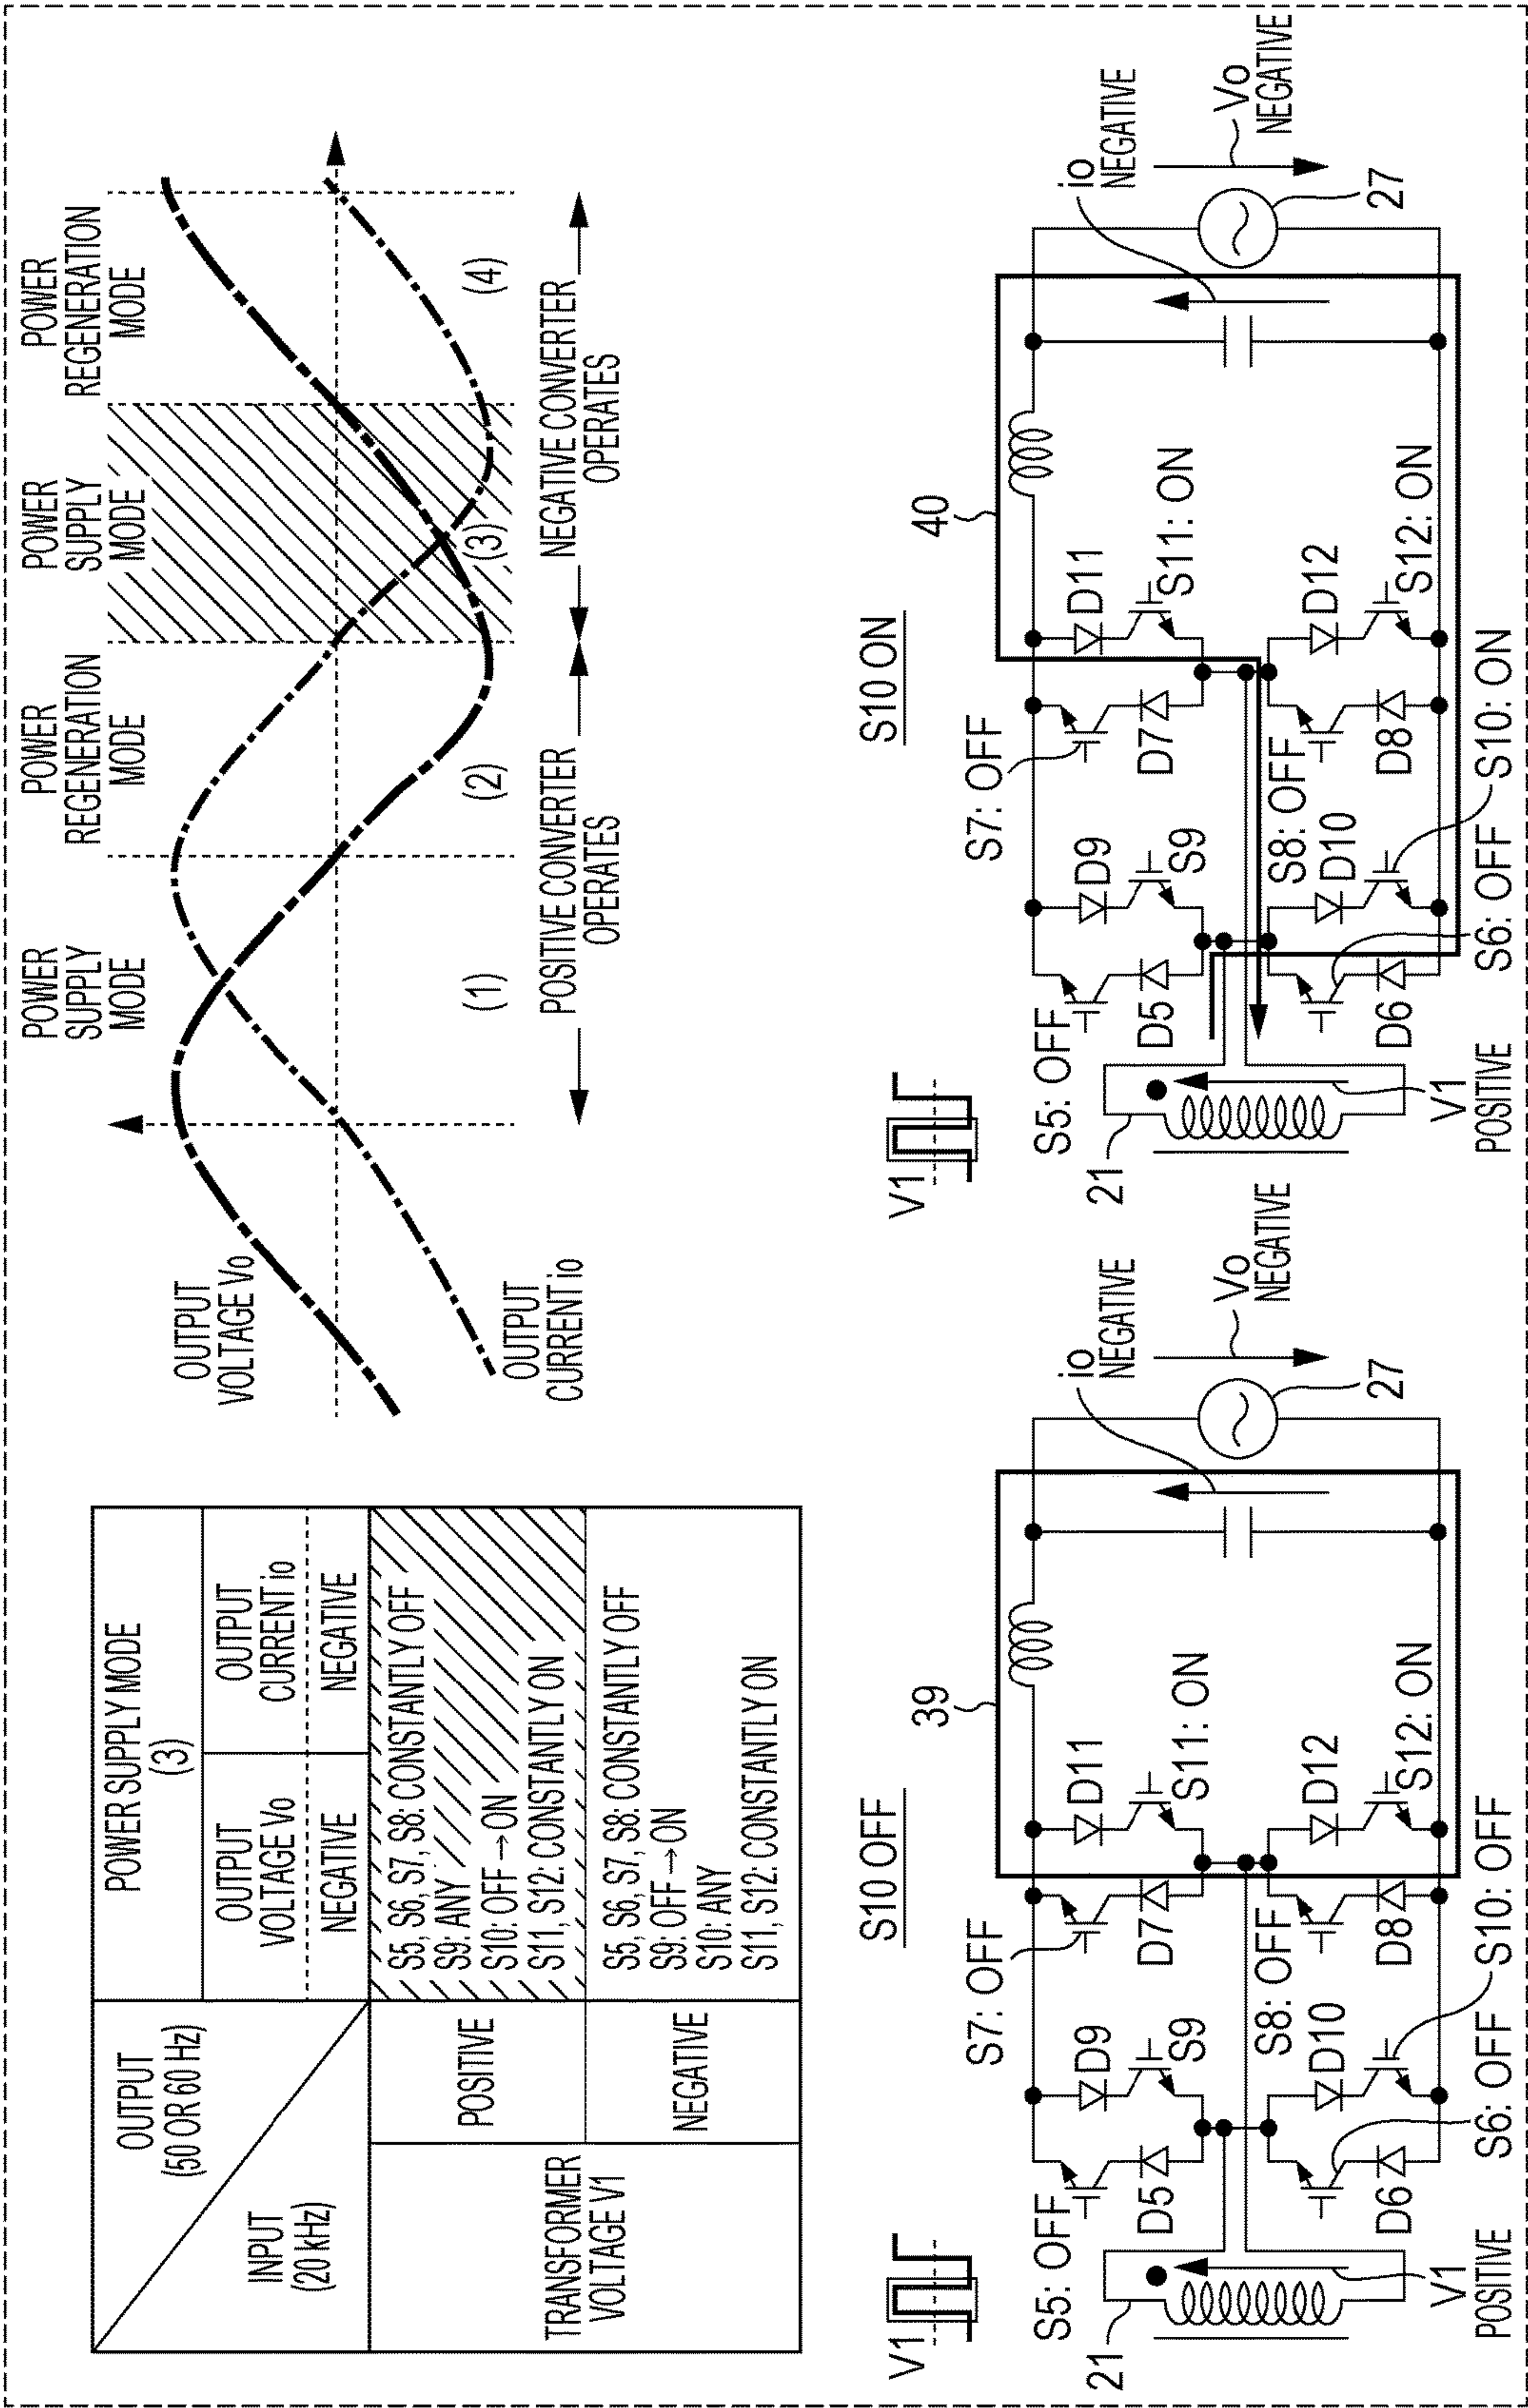 OUTPUT
(50 OR 60 Hz)
INPUT
(20 kHz)
POWER SUPPLY MODE
(3)
OUTPUT
VOLTAGE Vo
OUTPUT
CURRENT io
NEGATIVE
NEGATIVE
TRANSFORMER
VOLTAGE V1
POSITIVE
S5, S6, S7, S8: CONSTANTLY OFF
S9: ANY
S10: OFF→ON
S11, S12: CONSTANTLY ON
NEGATIVE
S5, S6, S7, S8: CONSTANTLY OFF
S9: OFF→ON
S10: ANY
S11, S12: CONSTANTLY ON
OUTPUT
VOLTAGE Vo
OUTPUT
CURRENT io
POWER
SUPPLY
MODE
POWER
REGENERATION
MODE
POWER
SUPPLY
MODE
POWER
REGENERATION
MODE
(1)
(2)
(3)
(4)
POSITIVE CONVERTER
OPERATES
NEGATIVE CONVERTER
OPERATES
S10 OFF
V1
39
S7: OFF
S5: OFF
D9
D11
io
NEGATIVE
21
D5
S9
D7
S11: ON
Vo
NEGATIVE
S8: OFF
D10
D12
27
D6
D8
S12: ON
V1
POSITIVE
S6: OFF
S10: OFF
S10 ON
V1
40
S7: OFF
S5: OFF
D9
D11
io
NEGATIVE
21
D5
S9
D7
S11: ON
Vo
NEGATIVE
S8: OFF
D10
D12
27
D6
D8
S12: ON
V1
POSITIVE
S6: OFF
S10: ON